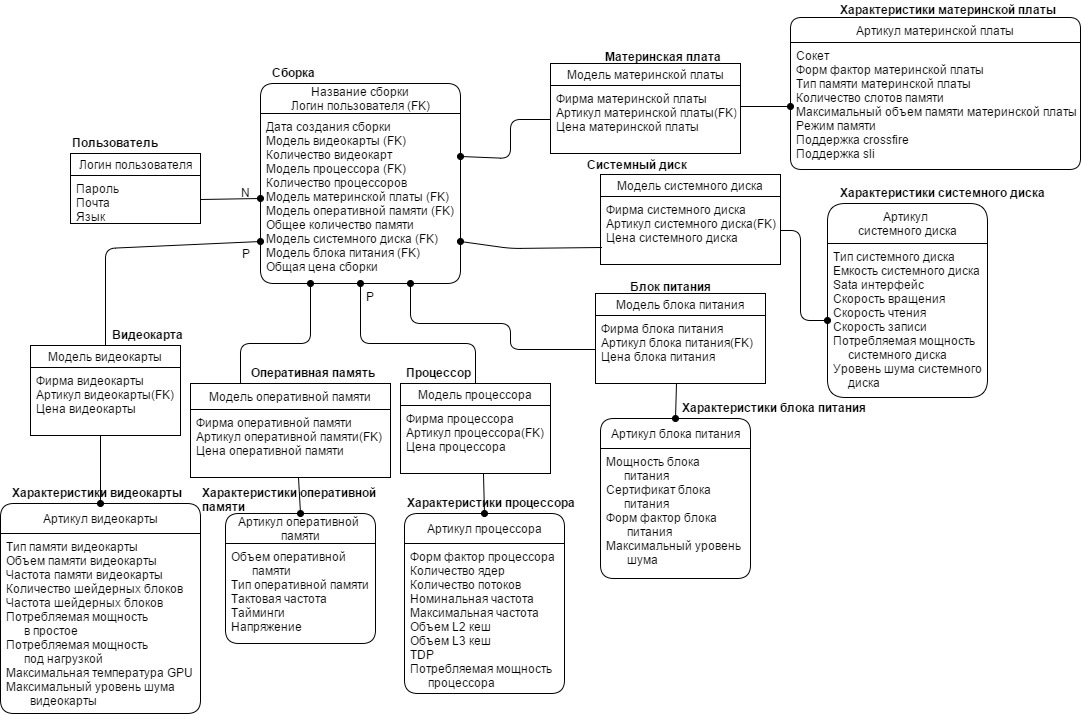 Характеристики материнской платы
Артикул материнской платы
Сокет
Форм фактор материнской платы
Тип памяти материнской платы
Количество слотов памяти
Максимальный объем памяти материнской платы
Режим памяти
Поддержка crossfire
Поддержка sli
Материнская плата
Модель материнской платы
Фирма материнской платы
Артикул материнской платы(FK)
Цена материнской платы
Сборка
Название сборки
Логин пользователя (FK)
Дата создания сборки
Модель видеокарты (FK)
Количество видеокарт
Модель процессора (FK)
Количество процессоров
Модель материнской платы (FK)
Модель оперативной памяти (FK)
Общее количество памяти
Модель системного диска (FK)
Модель блока питания (FK)
Общая цена сборки
Пользователь
Логин пользователя
Пароль
Почта
Язык
N
P
P
Системный диск
Модель системного диска
Фирма системного диска
Артикул системного диска(FK)
Цена системного диска
Характеристики системного диска
Артикул
системного диска
Тип системного диска
Емкость системного диска
Sata интерфейс
Скорость вращения
Скорость чтения
Скорость записи
Потребляемая мощность
системного диска
Уровень шума системного
диска
Блок питания
Модель блока питания
Фирма блока питания
Артикул блока питания(FK)
Цена блока питания
Видеокарта
Модель видеокарты
Фирма видеокарты
Артикул видеокарты(FK)
Цена видеокарты
Оперативная память
Модель оперативной памяти
Фирма оперативной памяти
Артикул оперативной памяти(FK)
Цена оперативной памяти
Процессор
Модель процессора
Фирма процессора
Артикул процессора(FK)
Цена процессора
Характеристики блока питания
Артикул блока питания
Мощность блока
питания
Сертификат блока
питания
Форм фактор блока
питания
Максимальный уровень
шума
Характеристики видеокарты
Артикул видеокарты
Тип памяти видеокарты
Объем памяти видеокарты
Частота памяти видеокарты
Количество шейдерных блоков
Частота шейдерных блоков
Потребляемая мощность
в простое
Потребляемая мощность
под нагрузкой
Максимальная температура GPU
Максимальный уровень шума
видеокарты
Характеристики оперативной
памяти
Артикул оперативной
памяти
Объем оперативной
памяти
Тип оперативной памяти
Тактовая частота
Тайминги
Напряжение
Характеристики процессора
Артикул процессора
Форм фактор процессора
Количество ядер
Количество потоков
Номинальная частота
Максимальная частота
Объем L2 кеш
Объем L3 кеш
TDP
Потребляемая мощность
процессора